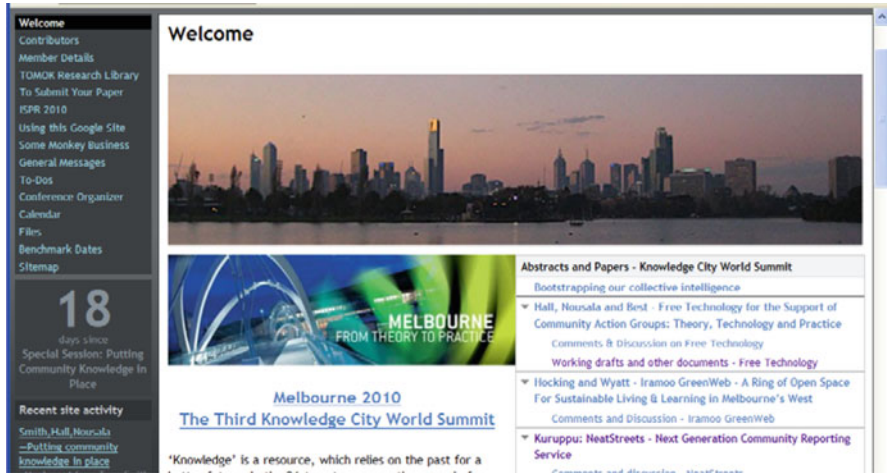 Welcome
Contributors
Member Details
TOMOK Research Library
To Submit Your Paper
ISPR 2010
Using this Google Site
Some Monkey Business
General Messages
To-Dos
Conference Organizer
Calendar
Files
Benchmark Dates
Sitemap
18
days since
Special Session: Putting
Community Knowledge In
Place
Recent site activity
Smith,Hall,Nousala
—Putting community
knowledge in place
Welcome
MELBOURNE
FROM THEORY TO PRACTICE
Melbourne 2010
The Third Knowledge City World Summit
'Knowledge' is a resource, which relies on the past for a
Abstracts and Papers - Knowledge City World Summit
Bootstrapping our collective intelligence
Hall, Nousala and Best - Free Technology for the Support of
Community Action Groups: Theory, Technology and Practice
Comments & Discussion on Free Technology
Working drafts and other documents - Free Technology
Hocking and Wyatt - Iramoo GreenWeb - A Ring of Open Space
For Sustainable Living & Learning in Melbourne's West
Comments and Discussion - Iramoo GreenWeb
Kuruppu: NeatStreets - Next Generation Community Reporting
Service